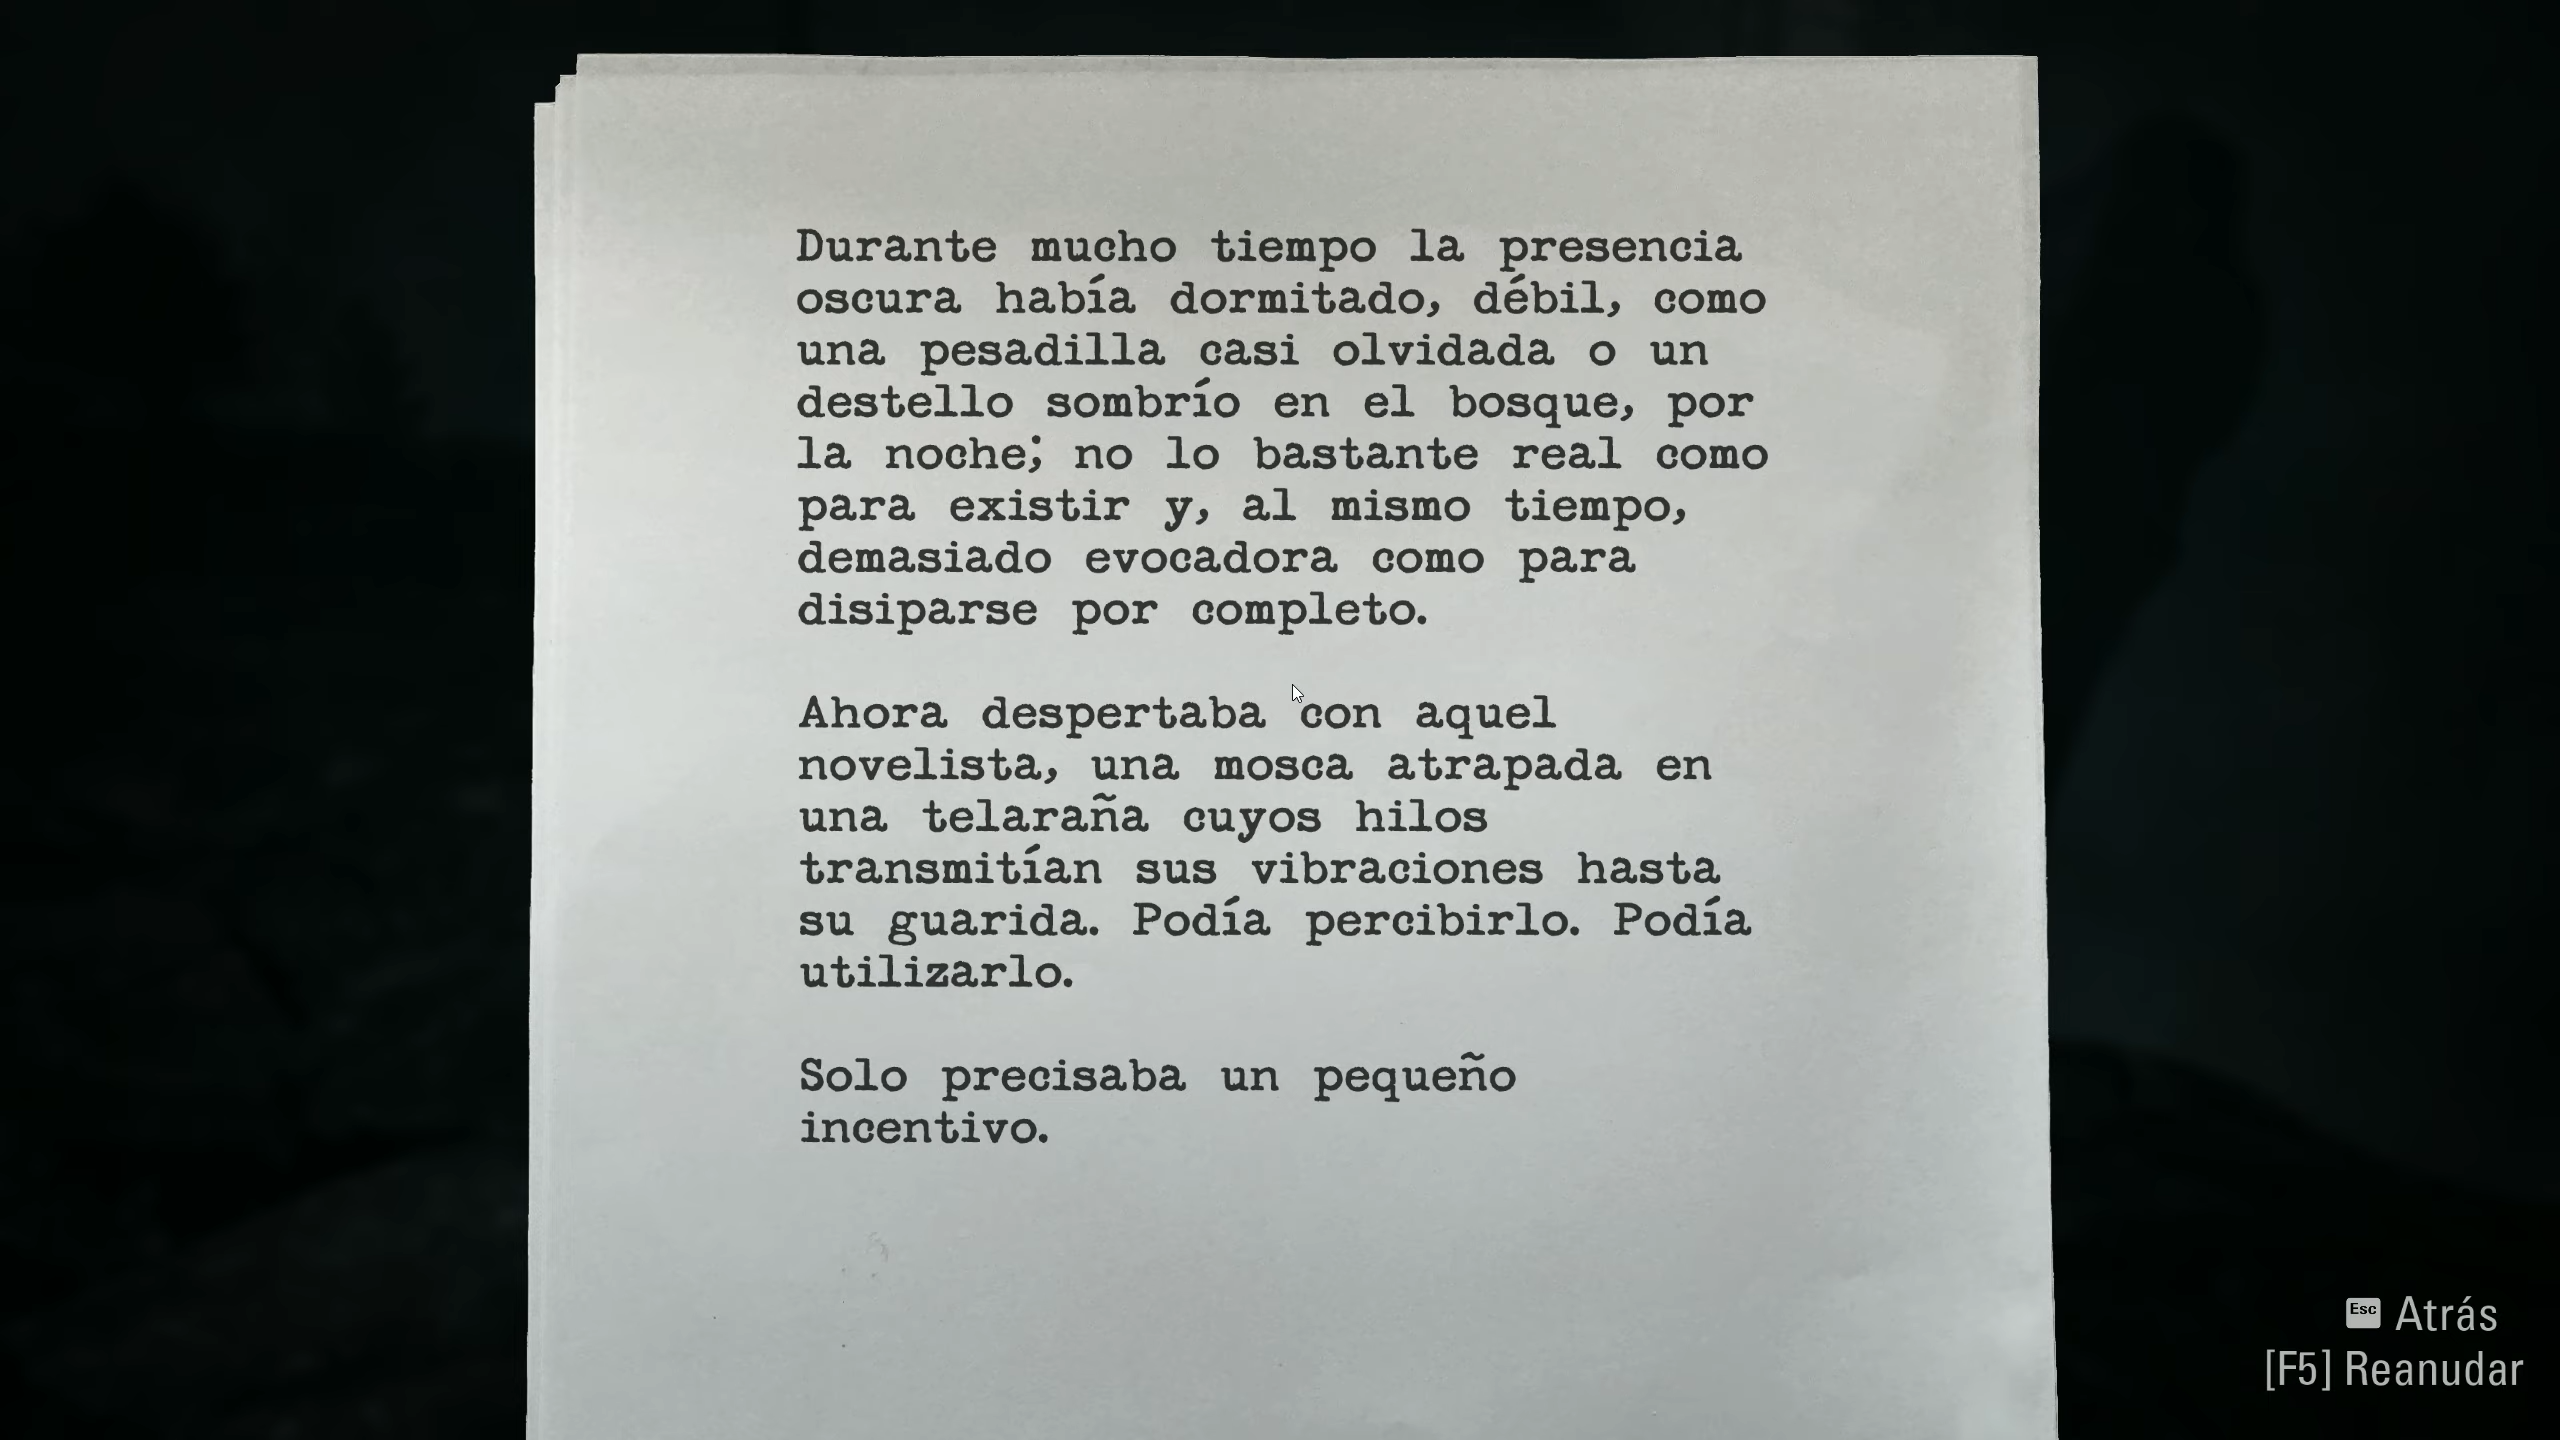 Durante mucho tiempo la presencia
oscura había dormitado, débil, como
una pesadilla casi olvidada o un
destello sombrío en el bosque, por
la noche; no lo bastante real como
para existir y, al mismo tiempo,
demasiado evocadora como para
disiparse por completo.
Ahora despertaba con aquel
novelista, una mosca atrapada en
una telaraña cuyos hilos
transmitían sus vibraciones hasta
su guarida. Podía percibirlo. Podía
utilizarlo.
Solo precisaba un pequeño
incentivo.
Esc Atrás
[F5] Reanudar